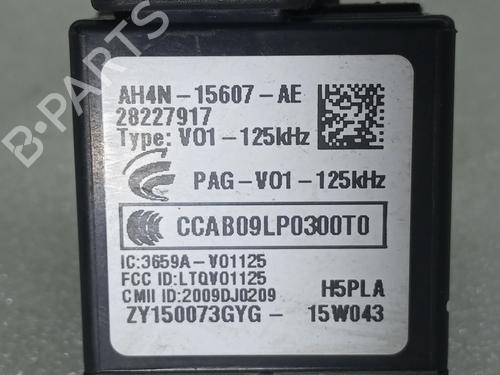 B-PARTS
AH4N-15607-AE
28227917
Type: V01-125kHz
PAG-V01-125kHz
CCAB09LP0300T0
IC:3659A-V01125
FCC ID:LTQV01125
CMII ID:2009DJ0209
H5PLA
ZY150073GYG- 15W043